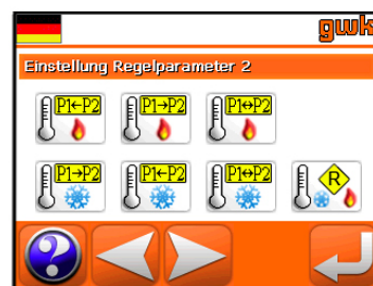 gwk
Einstellung Regelparameter 2
P1←P2 P1→P2 P1↔P2
P1→P2 P1←P2 P1↔P2 R
?